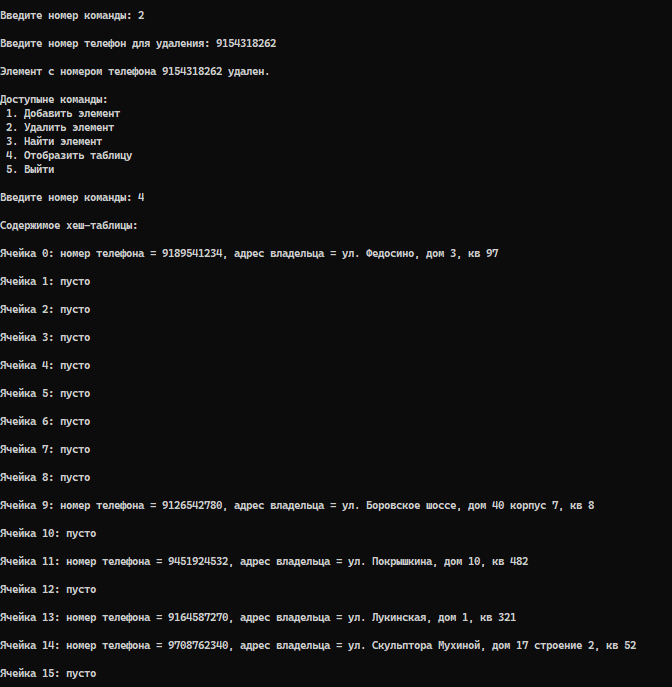 Введите номер команды: 2
Введите номер телефон для удаления: 9154318262
Элемент с номером телефона 9154318262 удален.
Доступыне команды:
1. Добавить элемент
2. Удалить элемент
3. Найти элемент
4. Отобразить таблицу
5. Выйти
Введите номер команды: 4
Содержимое хеш-таблицы:
Ячейка 0: номер телефона = 9189541234, адрес владельца = ул. Федосино, дом 3, кв 97
Ячейка 1: пусто
Ячейка 2: пусто
Ячейка 3: пусто
Ячейка 4: пусто
Ячейка 5: пусто
Ячейка 6: пусто
Ячейка 7: пусто
Ячейка 8: пусто
Ячейка 9: номер телефона = 9126542780, адрес владельца = ул. Боровское шоссе, дом 40 корпус 7, кв 8
Ячейка 10: пусто
Ячейка 11: номер телефона = 9451924532, адрес владельца = ул. Покрышкина, дом 10, кв 482
Ячейка 12: пусто
Ячейка 13: номер телефона = 9164587270, адрес владельца = ул. Лукинская, дом 1, кв 321
Ячейка 14: номер телефона = 9708762340, адрес владельца = ул. Скульптора Мухиной, дом 17 строение 2, кв 52
Ячейка 15: пусто